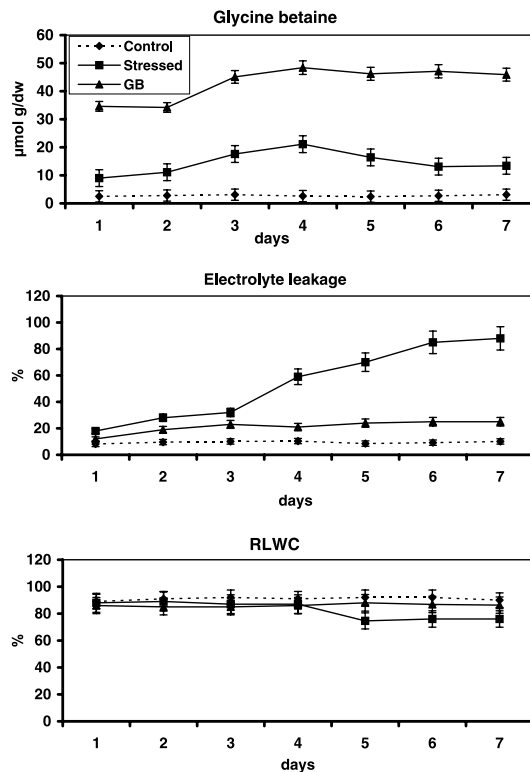 Glycine betaine
60
50
40
30
20
10
0
µmol g/dw
Control
Stressed
GB
1 2 3 4 5 6 7
days
Electrolyte leakage
120
100
80
60
40
20
0
%
1 2 3 4 5 6 7
days
RLWC
120
100
80
60
40
20
0
%
1 2 3 4 5 6 7
days